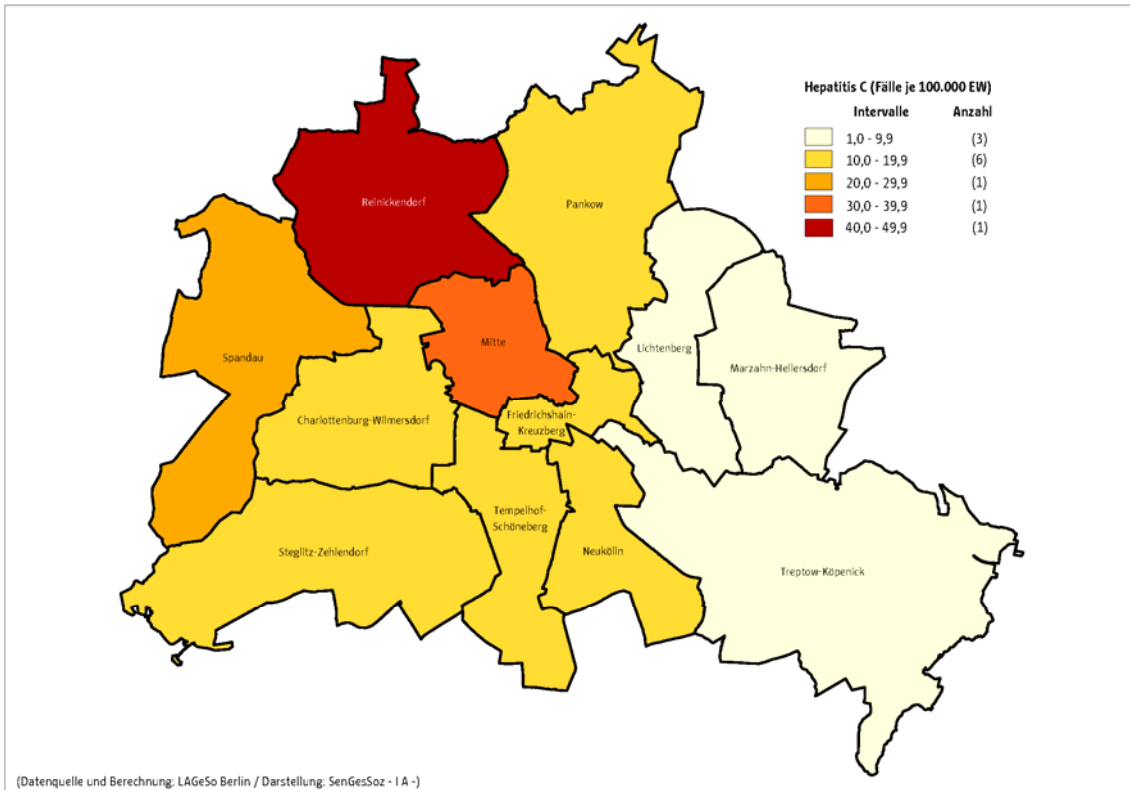 Hepatitis C (Fälle je 100.000 EW)
Intervalle Anzahl
1,0 - 9,9 (3)
10,0 - 19,9 (6)
20,0 - 29,9 (1)
30,0 - 39,9 (1)
40,0 - 49,9 (1)
Reinickendorf
Pankow
Mitte
Lichtenberg
Spandau
Marzahn-Hellersdorf
Charlottenburg-Wilmersdorf
Friedrichshain-
Kreuzberg
Tempelhof-
Schöneberg
Steglitz-Zehlendorf
Neukölln
Treptow-Köpenick
(Datenquelle und Berechnung: LAGeSo Berlin / Darstellung: SenGesSoz - I A -)